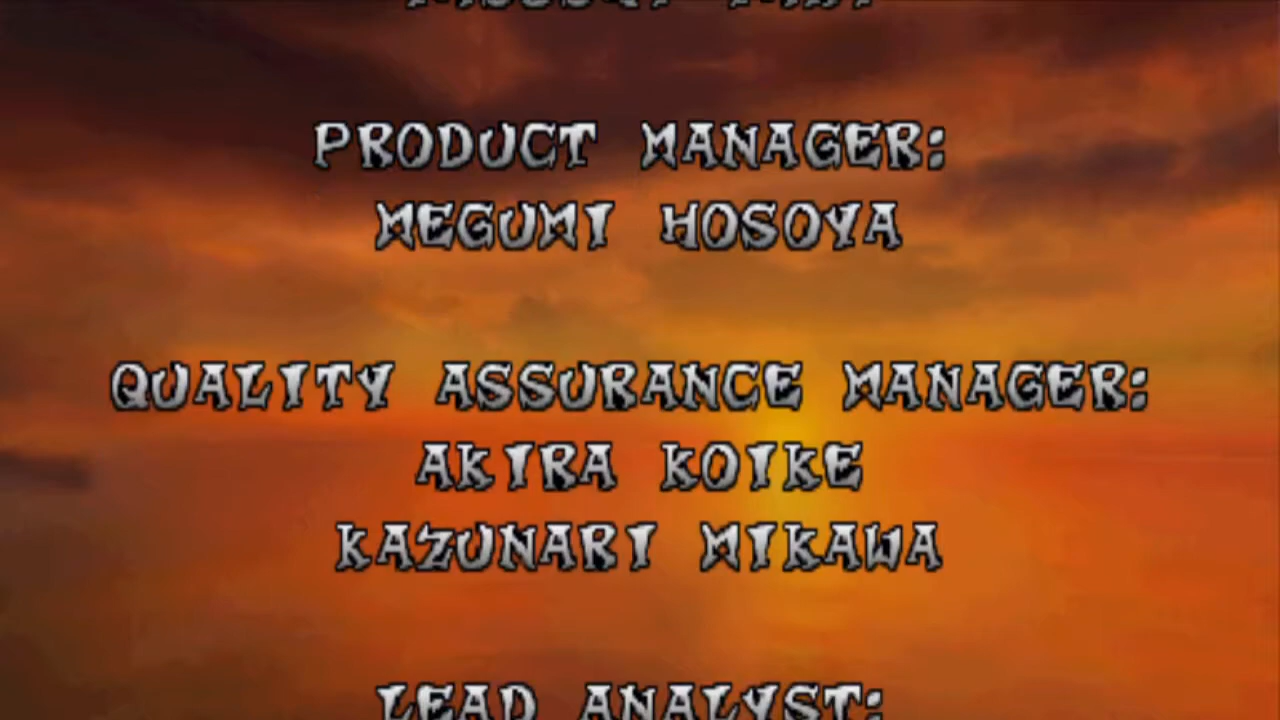 PRODUCT MANAGER:
MEGUMI HOSOYA
QUALITY ASSURANCE MANAGER:
AKIRA KOIKE
KAZUNARI MIKAWA
LEAD ANALYST: